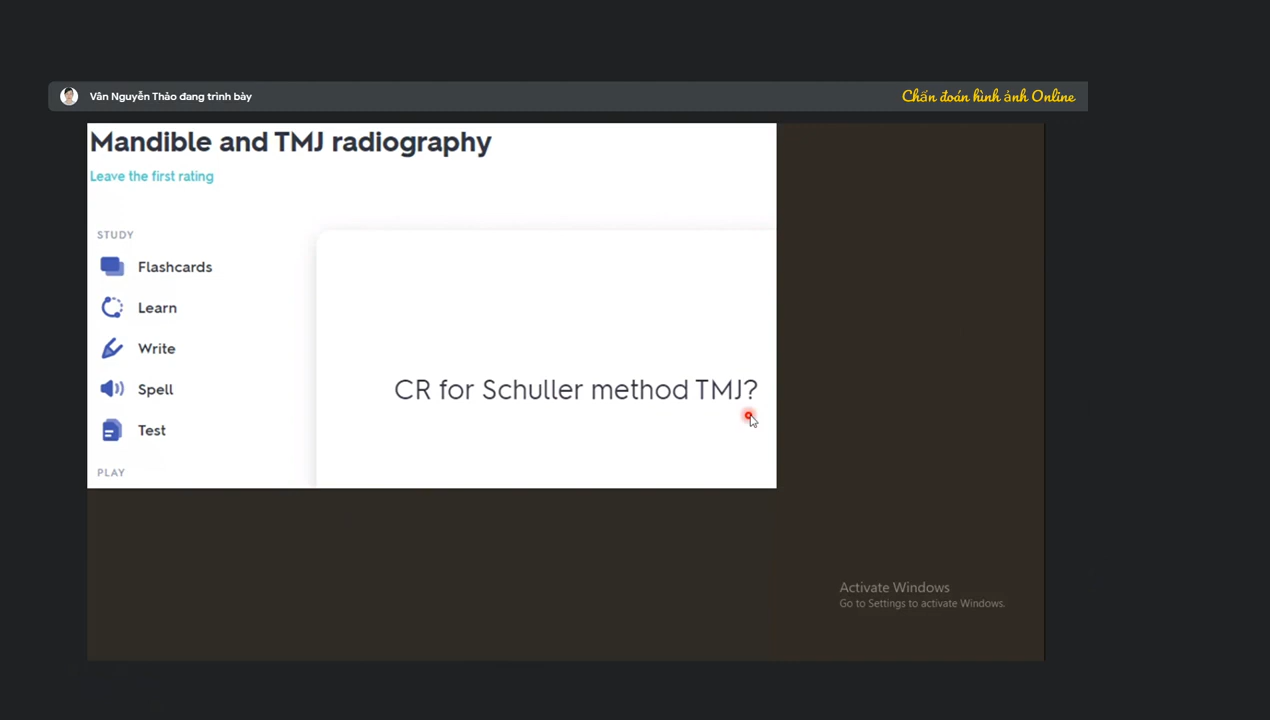 Vân Nguyễn Thảo đang trình bày
Chẩn đoán hình ảnh Online
Mandible and TMJ radiography
Leave the first rating
STUDY
Flashcards
Learn
Write
Spell
Test
PLAY
CR for Schuller method TMJ?
Activate Windows
Go to Settings to activate Windows.